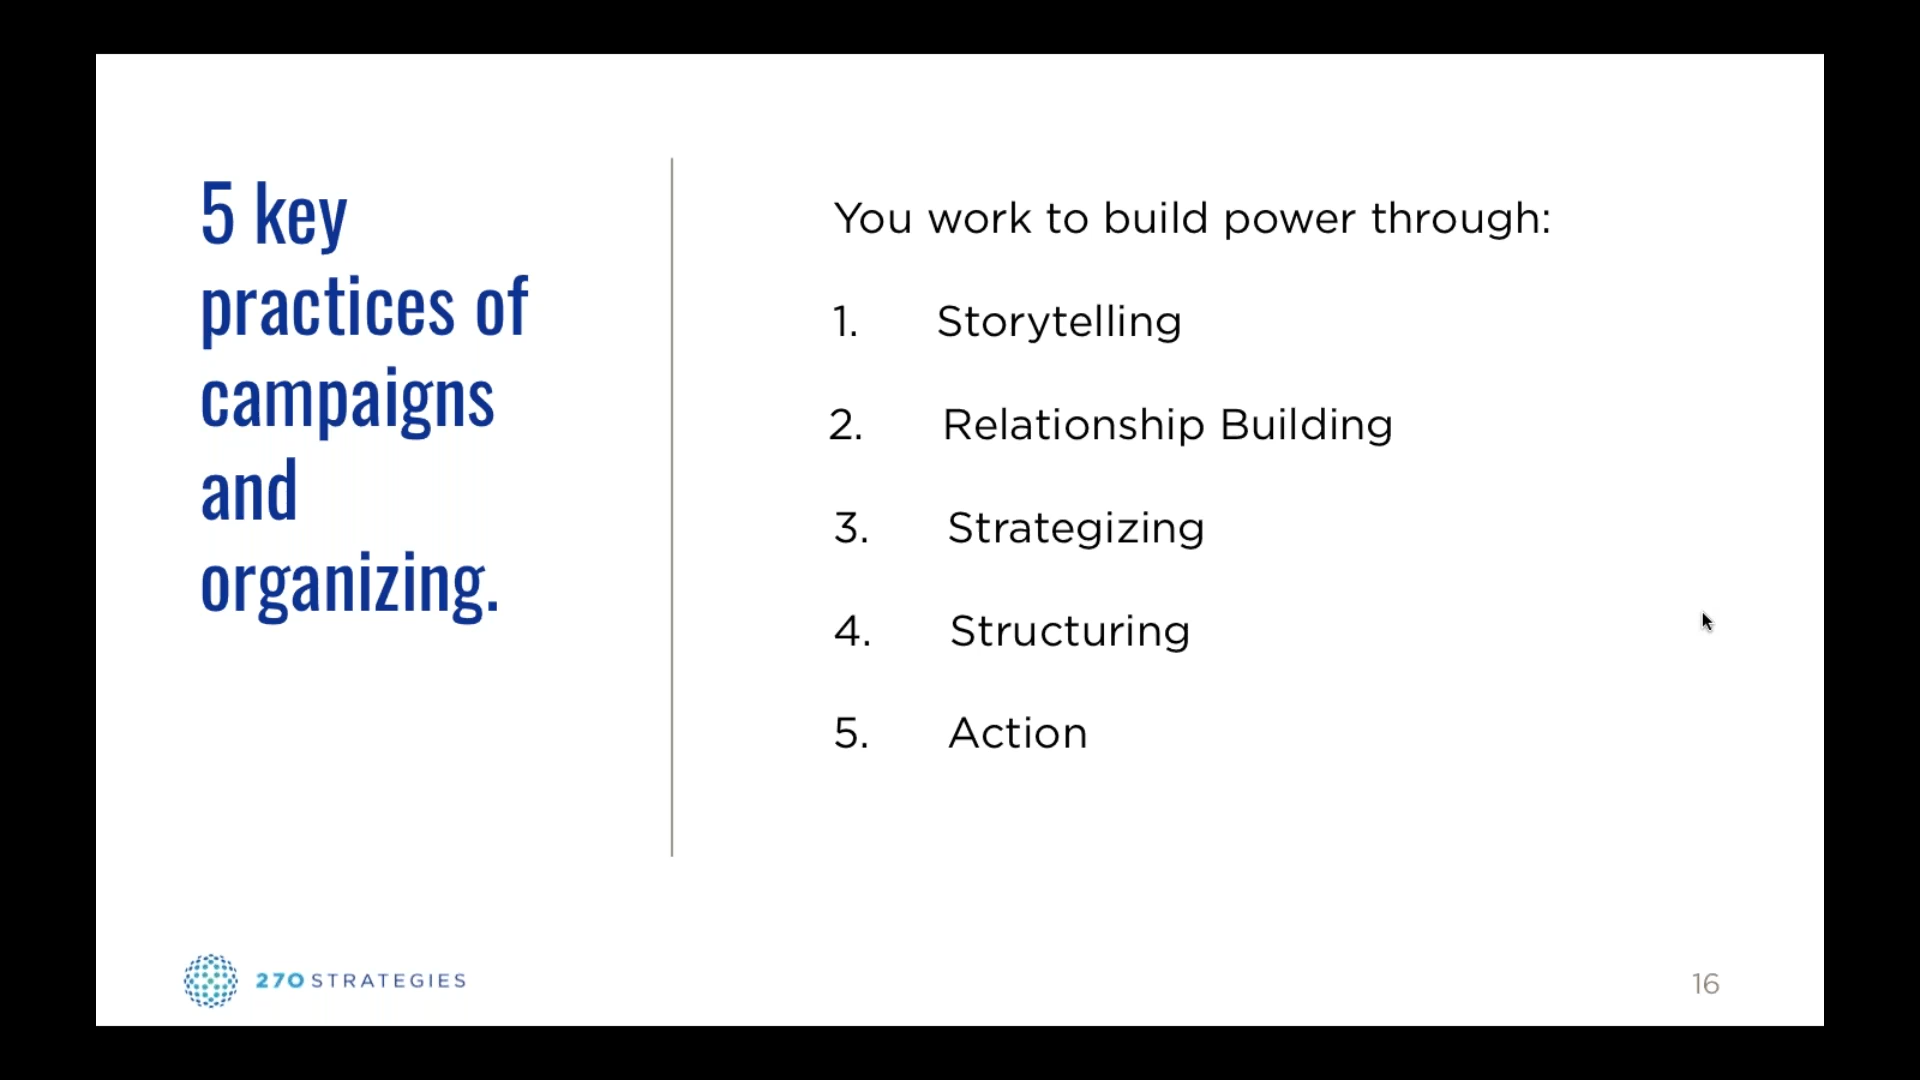 5 key
practices of
campaigns
and
organizing.
You work to build power through:
1. Storytelling
2. Relationship Building
3. Strategizing
4. Structuring
5. Action
270 STRATEGIES
16